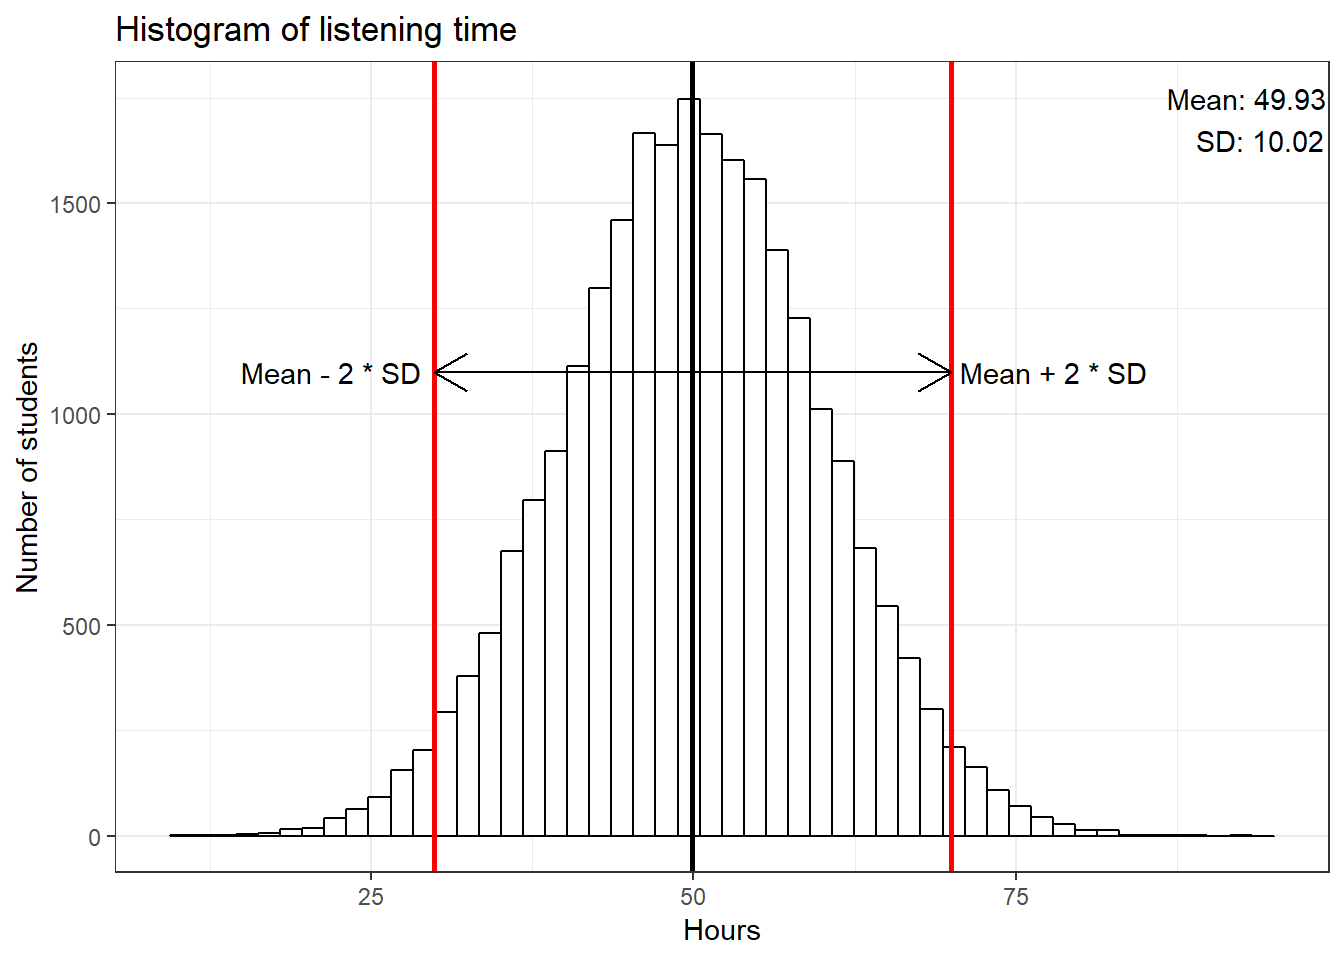 Histogram of listening time
Mean: 49.93
SD: 10.02
1500
Mean - 2 * SD
Mean + 2 * SD
1000
500
0
Number of students
25
50
75
Hours